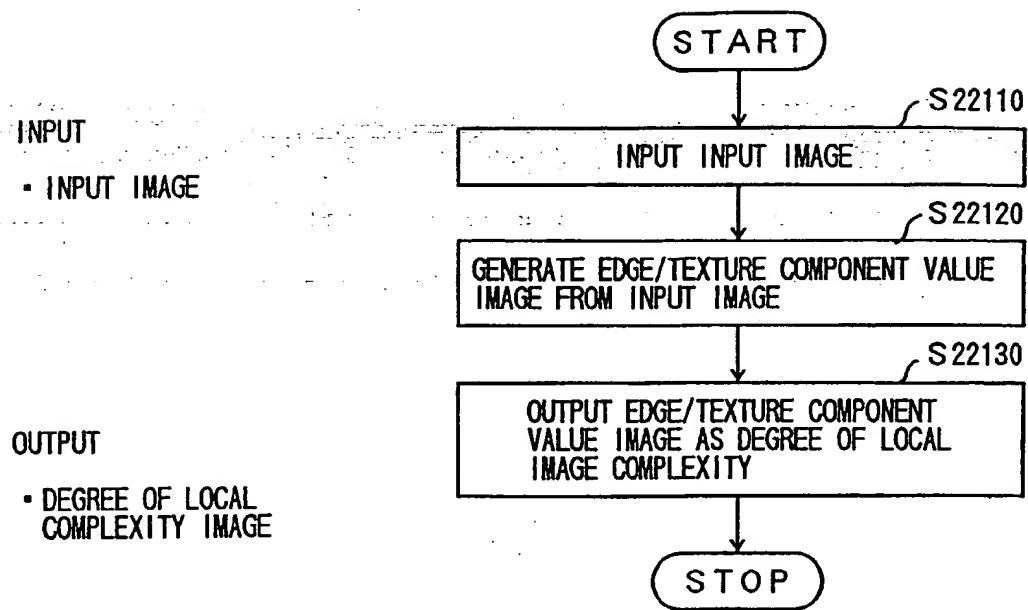 START
S22110
INPUT
INPUT INPUT IMAGE
▪ INPUT IMAGE
S22120
GENERATE EDGE/TEXTURE COMPONENT VALUE
IMAGE FROM INPUT IMAGE
S22130
OUTPUT EDGE/TEXTURE COMPONENT
VALUE IMAGE AS DEGREE OF LOCAL
IMAGE COMPLEXITY
OUTPUT
▪ DEGREE OF LOCAL
COMPLEXITY IMAGE
STOP